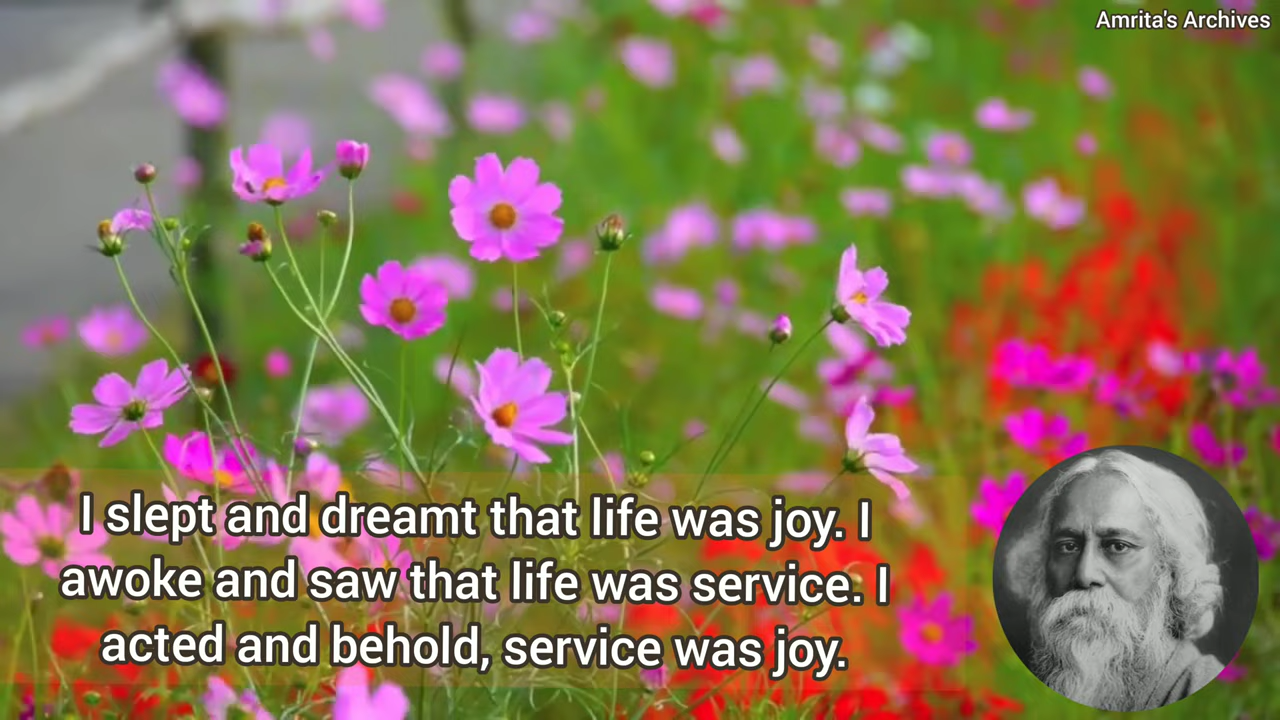 Amrita's Archives
I slept and dreamt that life was joy. I
awoke and saw that life was service. I
acted and behold, service was joy.